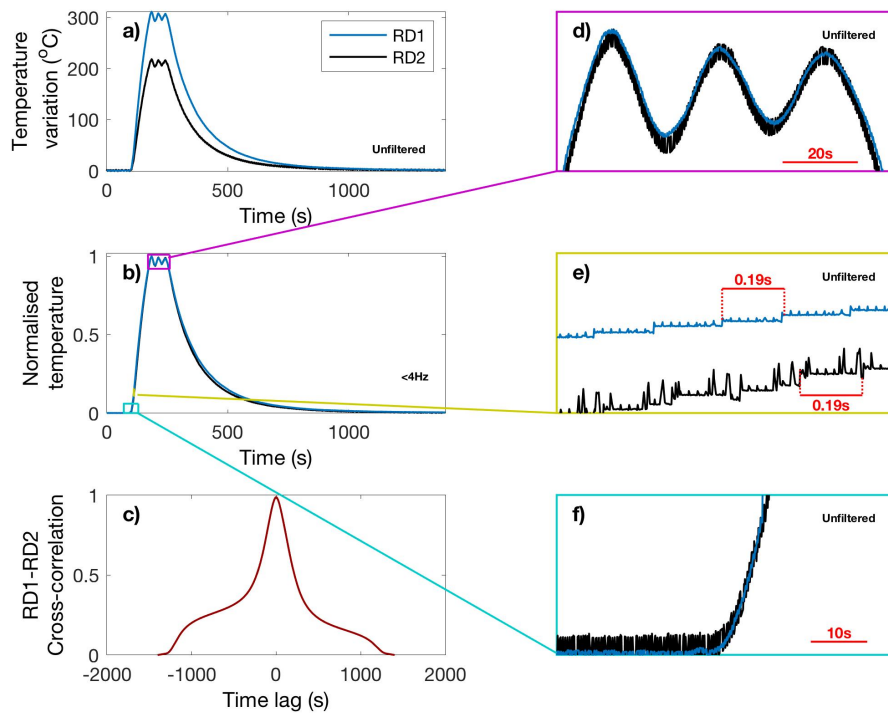 a)
RD1
RD2
Unfiltered
300
200
100
0
Temperature
variation (°C)
0
500
1000
Time (s)
d)
Unfiltered
20s
b)
<4Hz
1
0.5
0
Normalised
temperature
0
500
1000
Time (s)
e)
Unfiltered
0.19s
0.19s
c)
1
0.5
0
RD1-RD2
Cross-correlation
-2000
-1000
0
1000
2000
Time lag (s)
f)
Unfiltered
10s